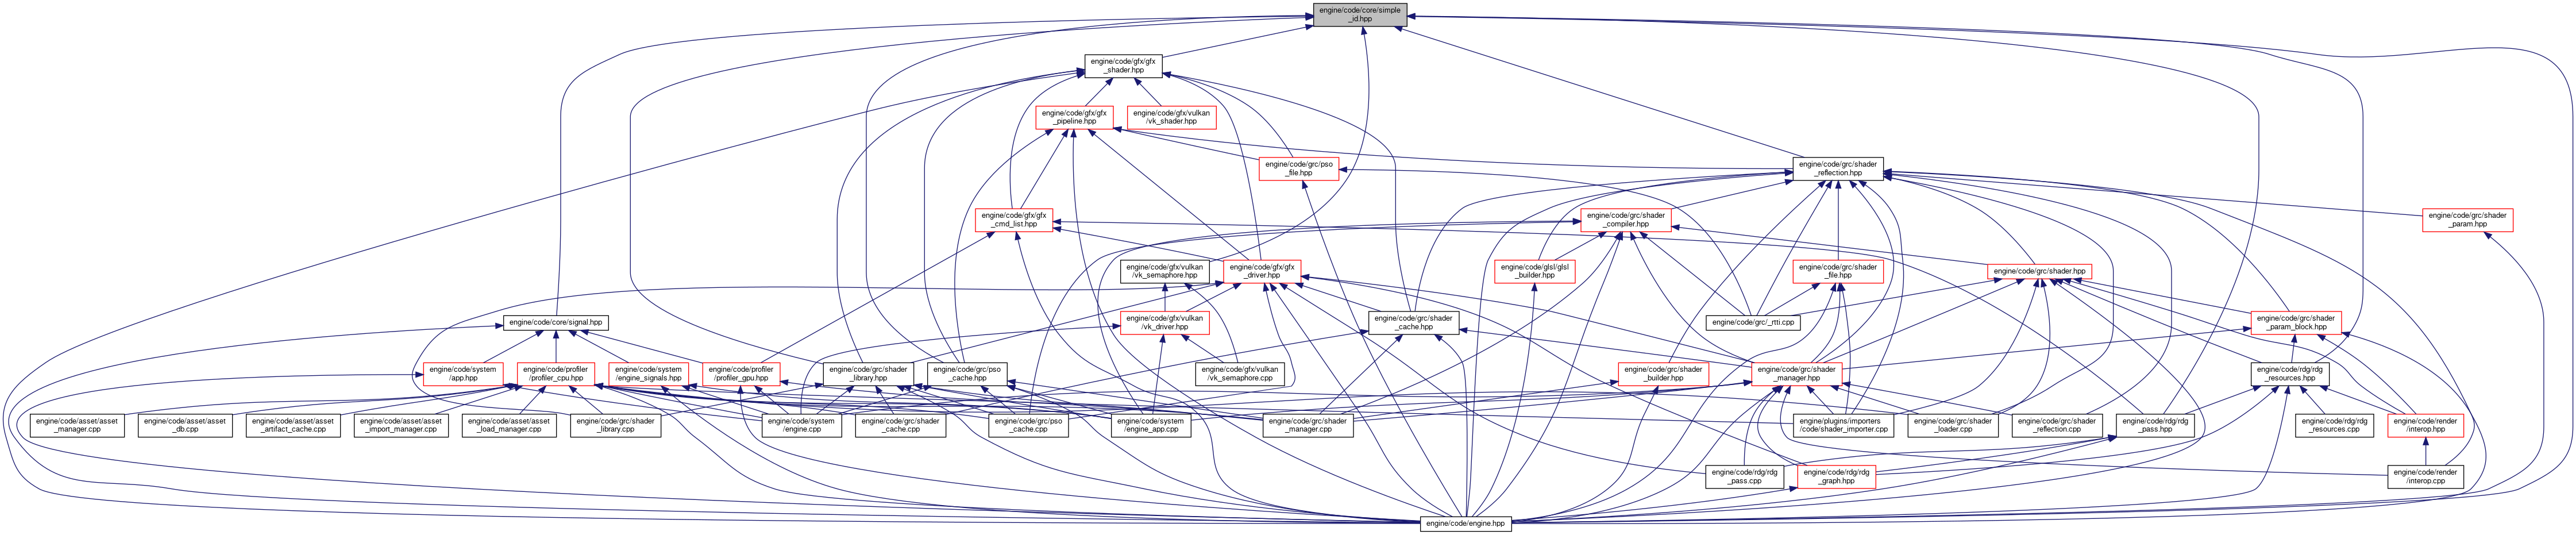 engine/code/core/simple
_id.hpp
engine/code/gfx/gfx
_shader.hpp
engine/code/gfx/gfx
_pipeline.hpp
engine/code/gfx/vulkan
/vk_shader.hpp
engine/code/grc/pso
_file.hpp
engine/code/grc/shader
_reflection.hpp
engine/code/gfx/gfx
_cmd_list.hpp
engine/code/grc/shader
_compiler.hpp
engine/code/grc/shader
_param.hpp
engine/code/gfx/vulkan
/vk_semaphore.hpp
engine/code/gfx/gfx
_driver.hpp
engine/code/glsl/glsl
_builder.hpp
engine/code/grc/shader
_file.hpp
engine/code/grc/shader.hpp
engine/code/core/signal.hpp
engine/code/gfx/vulkan
/vk_driver.hpp
engine/code/grc/shader
_cache.hpp
engine/code/grc/_rtti.cpp
engine/code/grc/shader
_param_block.hpp
engine/code/system
/app.hpp
engine/code/profiler
/profiler_cpu.hpp
engine/code/system
/engine_signals.hpp
engine/code/profiler
/profiler_gpu.hpp
engine/code/grc/shader
_library.hpp
engine/code/grc/pso
_cache.hpp
engine/code/gfx/vulkan
/vk_semaphore.cpp
engine/code/grc/shader
_builder.hpp
engine/code/grc/shader
_manager.hpp
engine/code/rdg/rdg
_resources.hpp
engine/code/asset/asset
_manager.cpp
engine/code/asset/asset
_db.cpp
engine/code/asset/asset
_artifact_cache.cpp
engine/code/asset/asset
_import_manager.cpp
engine/code/asset/asset
_load_manager.cpp
engine/code/grc/shader
_library.cpp
engine/code/system
/engine.cpp
engine/code/grc/shader
_cache.cpp
engine/code/grc/pso
_cache.cpp
engine/code/system
/engine_app.cpp
engine/code/grc/shader
_manager.cpp
engine/plugins/importers
/code/shader_importer.cpp
engine/code/grc/shader
_loader.cpp
engine/code/grc/shader
_reflection.cpp
engine/code/rdg/rdg
_pass.hpp
engine/code/rdg/rdg
_resources.cpp
engine/code/render
/interop.hpp
engine/code/rdg/rdg
_pass.cpp
engine/code/rdg/rdg
_graph.hpp
engine/code/render
/interop.cpp
engine/code/engine.hpp